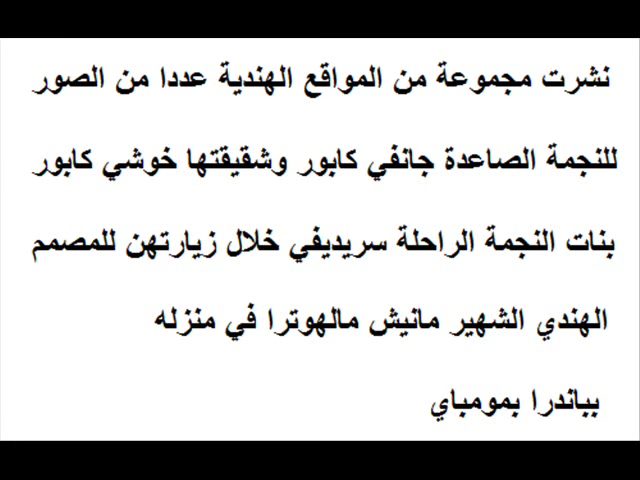 نشرت مجموعة من المواقع الهندية عددا من الصور
للنجمة الصاعدة جانفي كابور وشقيقتها خوشي كابور
بنات النجمة الراحلة سريديفي خلال زيارتهن للمصمم
الهندي الشهير مانيش مالهوترا في منزله
بباندرا بمومباي